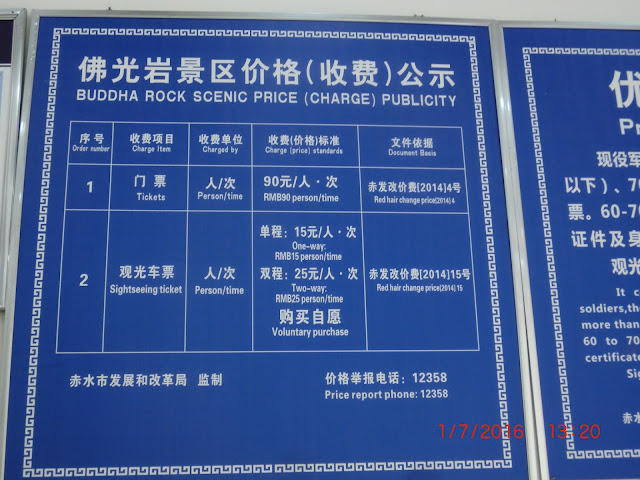 佛光岩景区价格(收费)公示
BUDDHA ROCK SCENIC PRICE (CHARGE) PUBLICITY
序号 收费项目 收费单位 收费(价格)标准 文件依据
Order number Charge Item Charged by Charge (price) standards Document Basis
1 门票 人/次 90元/人·次 赤发改价费[2014]4号
Tickets Person/time RMB90 person/time Red hair change price[2014] 4
2 观光车票 人/次 单程：15元/人·次 赤发改价费[2014]15号
Sightseeing ticket Person/time One-way: Red hair change price[2014] 15
RMB15 person/time
双程：25元/人·次
Two-way:
RMB25 person/time
购买自愿
Voluntary purchase
赤水市发展和改革局 监制
价格举报电话：12358
Price report phone: 12358
优
Pr
现役军
以下）、70
票。60-70
证件及身
观光
It c
soldiers,the
more than
60 to 70
certificate
Sig
赤水
1/7/2016 13:20